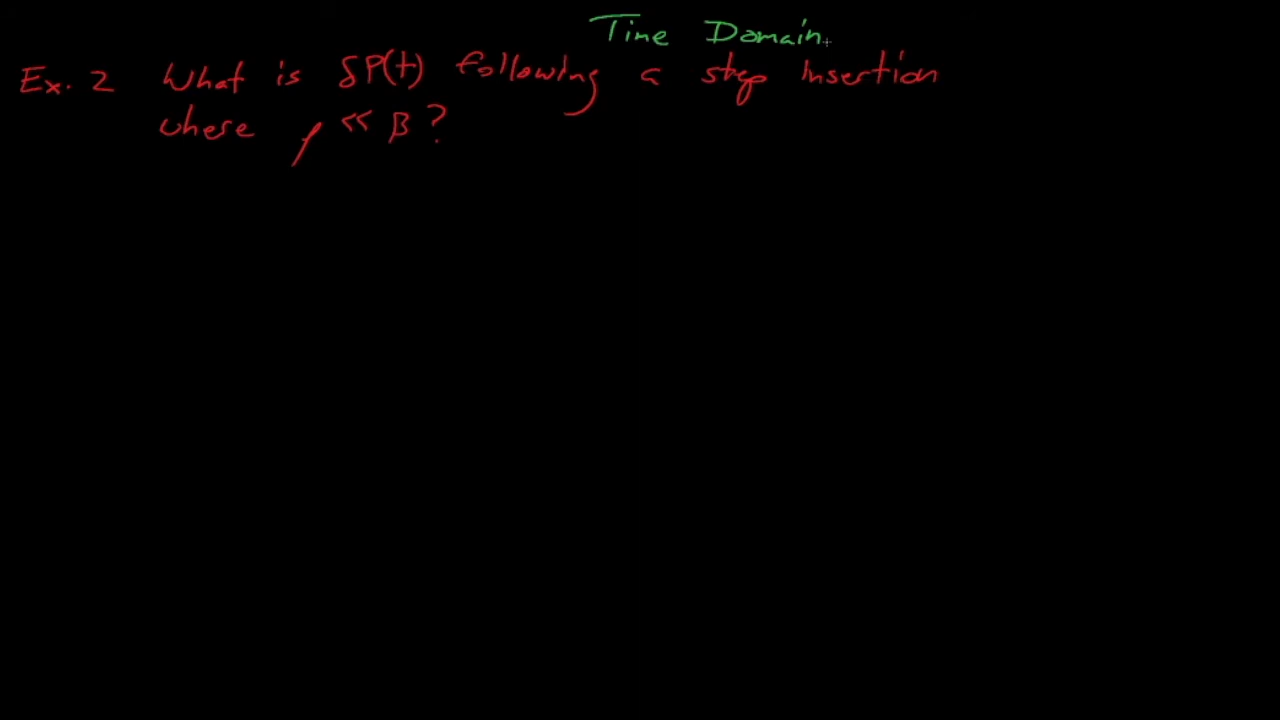 Time Domain
Ex. 2 What is δP(t) following a step insertion
where ρ << β?